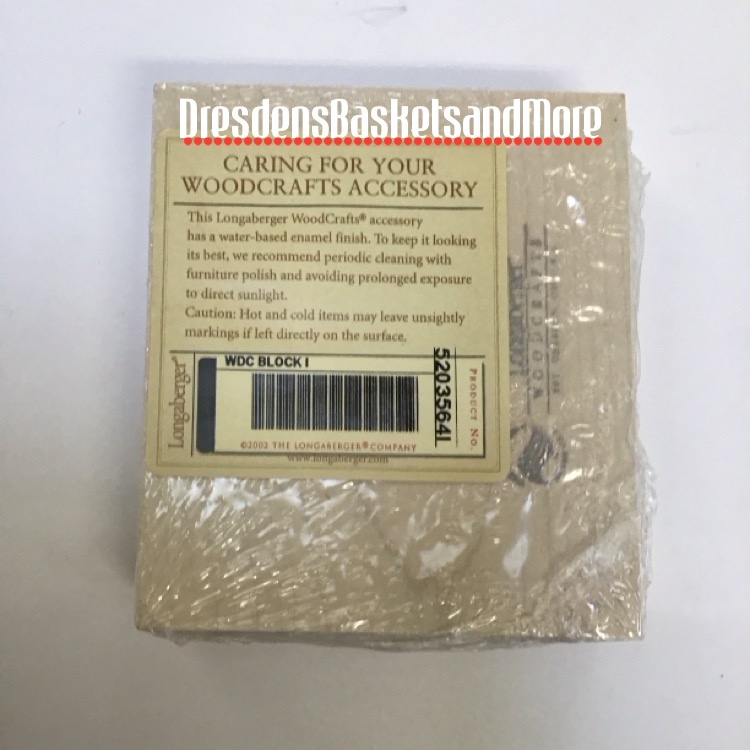 DresdensBasketsandMore
CARING FOR YOUR
WOODCRAFTS ACCESSORY
This Longaberger WoodCrafts® accessory
has a water-based enamel finish. To keep it looking
its best, we recommend periodic cleaning with
furniture polish and avoiding prolonged exposure
to direct sunlight.
Caution: Hot and cold items may leave unsightly
markings if left directly on the surface.
Longaberger®
WDC BLOCK I
5203564L
PRODUCT NO.
©2002 THE LONGABERGER® COMPANY
www.longaberger.com
LONGABERGER
WOODCRAFTS